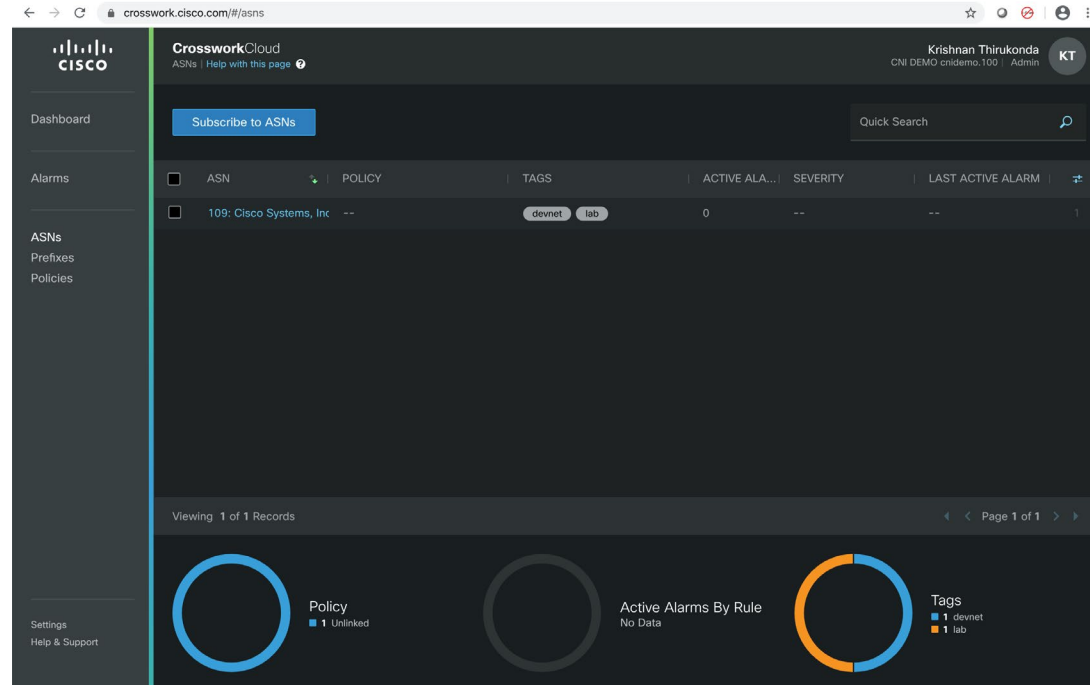 crosswork.cisco.com/#/asns
CISCO
CrossworkCloud
ASNs | Help with this page ?
Krishnan Thirukonda
CNI DEMO cnidemo.100 | Admin
KT
Dashboard
Alarms
ASNs
Prefixes
Policies
Settings
Help & Support
Subscribe to ASNs
Quick Search
ASN POLICY TAGS ACTIVE ALA... SEVERITY LAST ACTIVE ALARM
109: Cisco Systems, Inc -- devnet lab 0 -- -- 1
Viewing 1 of 1 Records
Page 1 of 1
Policy
1 Unlinked
Active Alarms By Rule
No Data
Tags
1 devnet
1 lab